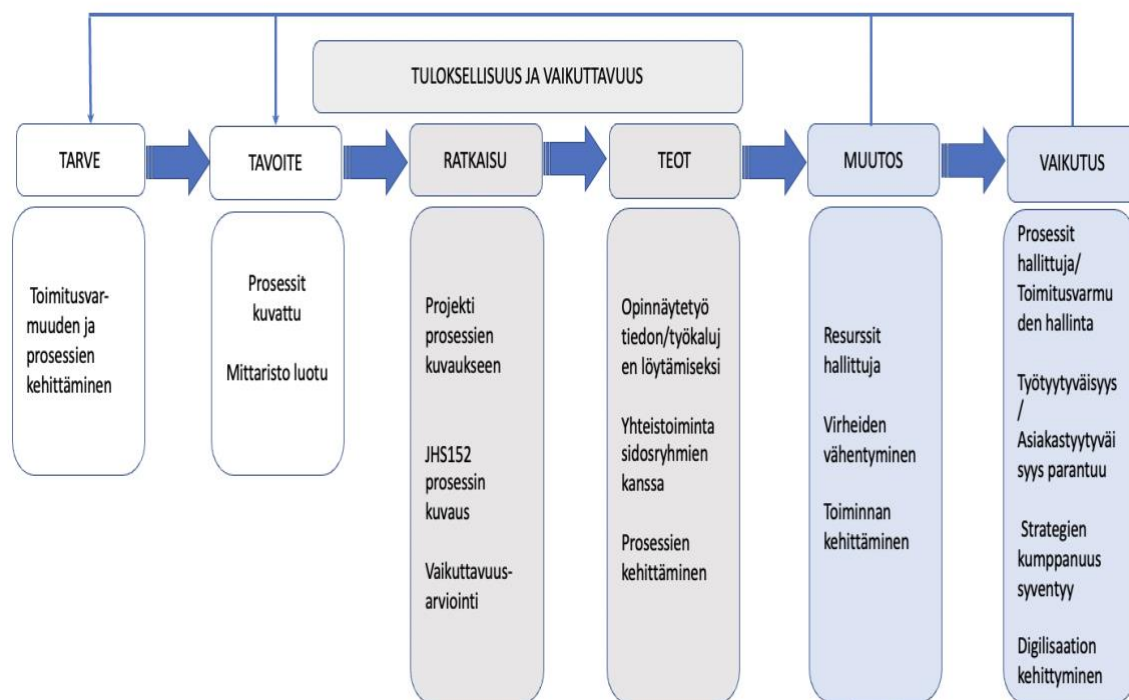 TULOKSELLISUUS JA VAIKUTTAVUUS
TARVE
TAVOITE
RATKAISU
TEOT
MUUTOS
VAIKUTUS
Toimitusvar-
muuden ja
prosessien
kehittäminen
Prosessit
kuvattu
Mittaristo luotu
Projekti
prosessien
kuvaukseen
JHS152
prosessin
kuvaus
Vaikuttavuus-
arviointi
Opinnäytetyö
tiedon/työkaluj
en löytämiseksi
Yhteistoiminta
sidosryhmien
kanssa
Prosessien
kehittäminen
Resurssit
hallittuja
Virheiden
vähentyminen
Toiminnan
kehittäminen
Prosessit
hallittuja/
Toimitusvarmu
den hallinta
Työtyytyväisyys
/
Asiakastyytyväi
syys parantuu
Strategien
kumppanuus
syventyy
Digilisaation
kehittyminen